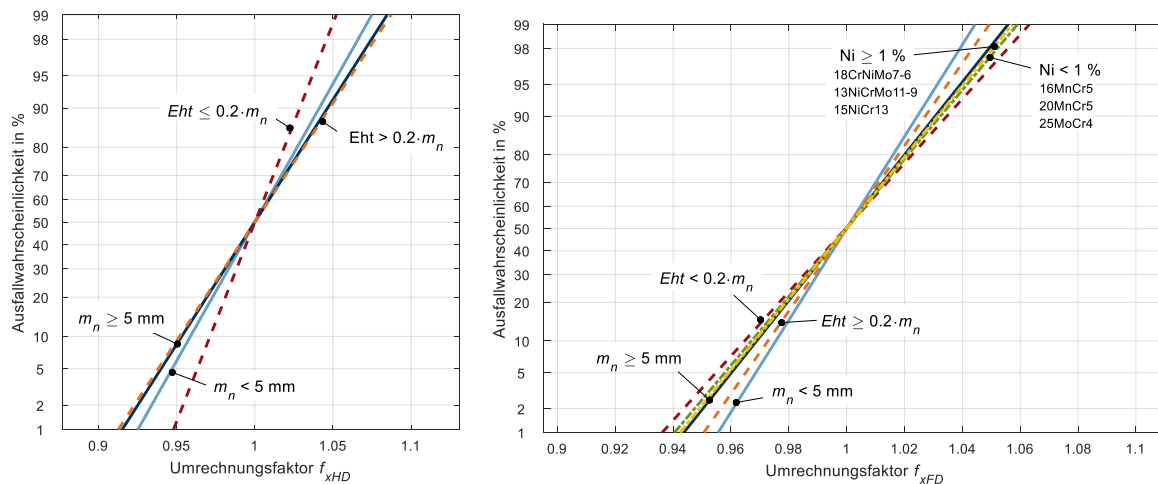 Ausfallwahrscheinlichkeit in %
99
98
95
90
80
70
60
50
40
30
20
10
5
2
1
Eht ≤ 0.2·mn
Eht > 0.2·mn
mn ≥ 5 mm
mn < 5 mm
0.9
0.95
1
1.05
1.1
Umrechnungsfaktor fxHD
Ausfallwahrscheinlichkeit in %
99
98
95
90
80
70
60
50
40
30
20
10
5
2
1
Ni ≥ 1 %
18CrNiMo7-6
13NiCrMo11-9
15NiCr13
Ni < 1 %
16MnCr5
20MnCr5
25MoCr4
Eht < 0.2·mn
Eht ≥ 0.2·mn
mn ≥ 5 mm
mn < 5 mm
0.9
0.92
0.94
0.96
0.98
1
1.02
1.04
1.06
1.08
1.1
Umrechnungsfaktor fxFD